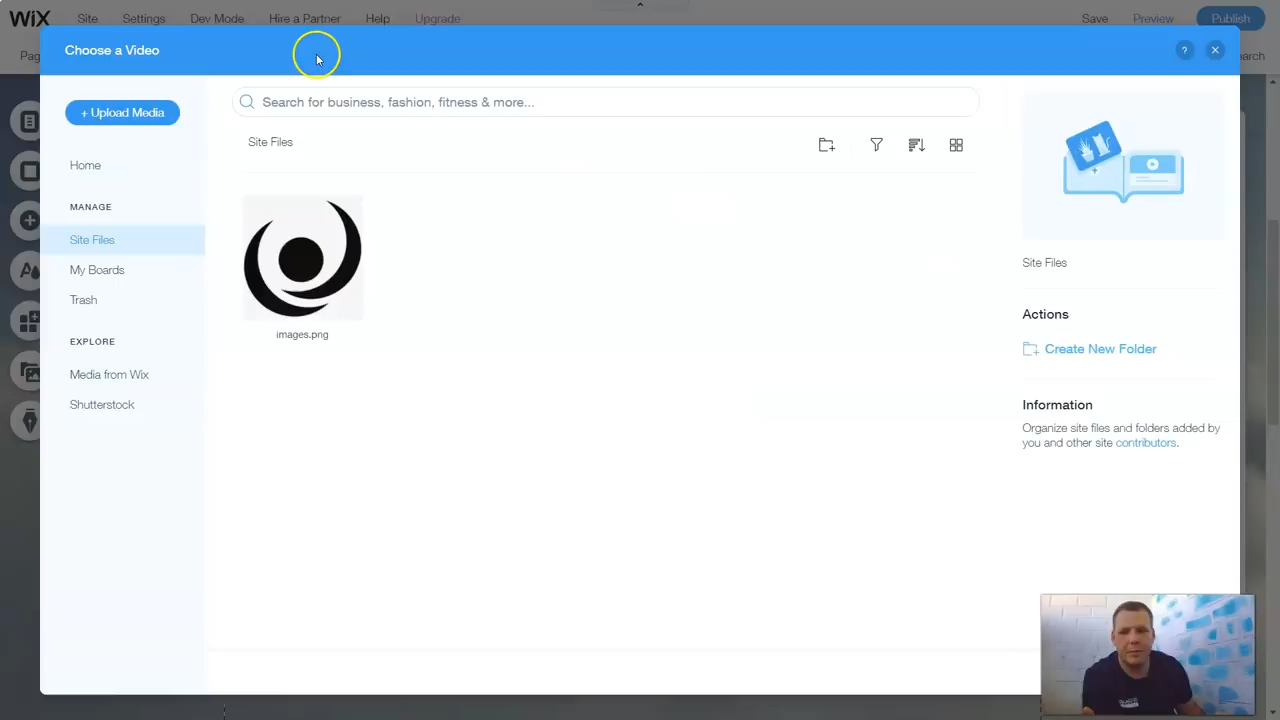 WiX Site Settings Dev Mode Hire a Partner Help Upgrade Save Preview Publish
Choose a Video ?
+ Upload Media
Home
MANAGE
Site Files
My Boards
Trash
EXPLORE
Media from Wix
Shutterstock
Search for business, fashion, fitness & more...
Site Files
images.png
Site Files
Actions
Create New Folder
Information
Organize site files and folders added by
you and other site contributors.